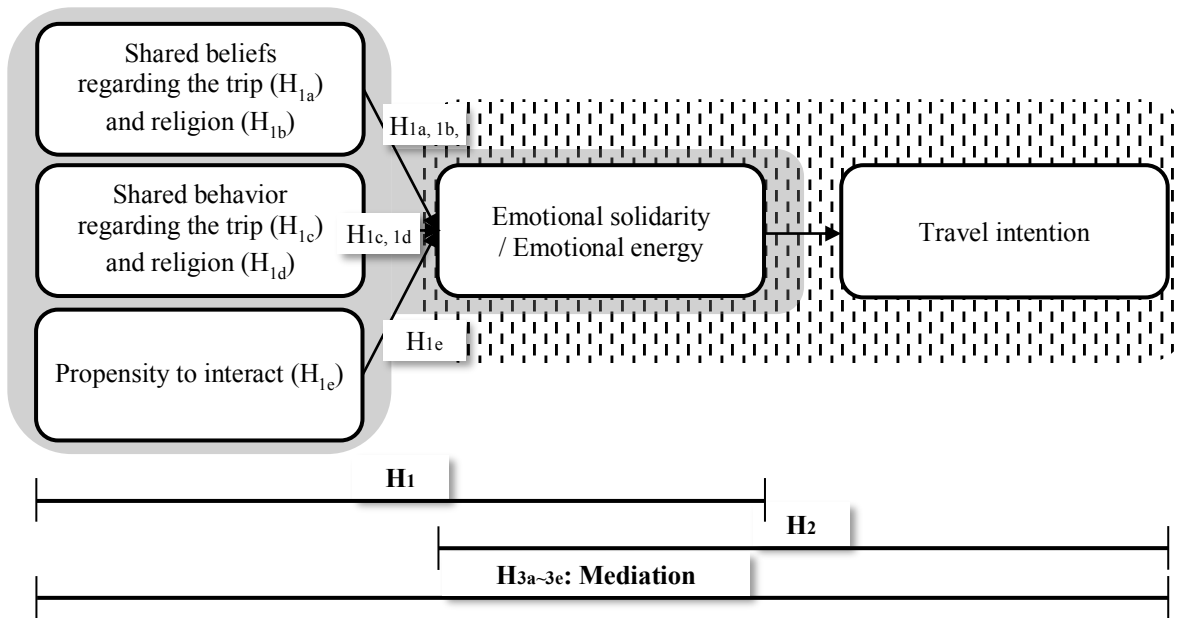 Shared beliefs
regarding the trip (H1a)
and religion (H1b)
H1a, 1b,
Shared behavior
regarding the trip (H1c)
and religion (H1d)
H1c, 1d
Emotional solidarity
/ Emotional energy
Travel intention
Propensity to interact (H1e)
H1e
H1
H2
H3a~3e: Mediation